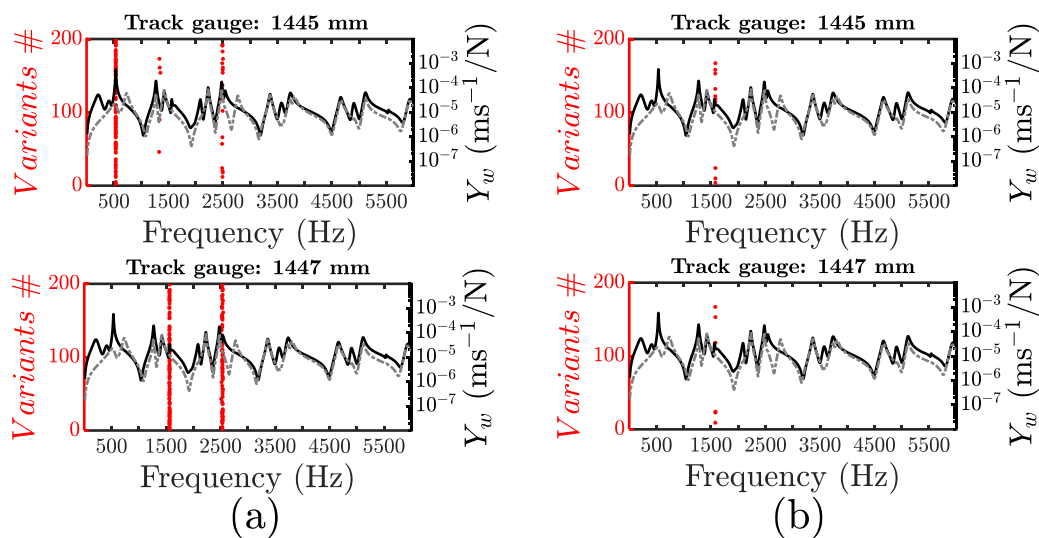 Track gauge: 1445 mm
200
100
0
Variants #
10⁻³
10⁻⁴
10⁻⁵
10⁻⁶
10⁻⁷
Y_w (ms⁻¹/N)
500 1500 2500 3500 4500 5500
Frequency (Hz)
Track gauge: 1445 mm
200
100
0
Variants #
10⁻³
10⁻⁴
10⁻⁵
10⁻⁶
10⁻⁷
Y_w (ms⁻¹/N)
500 1500 2500 3500 4500 5500
Frequency (Hz)
Track gauge: 1447 mm
200
100
0
Variants #
10⁻³
10⁻⁴
10⁻⁵
10⁻⁶
10⁻⁷
Y_w (ms⁻¹/N)
500 1500 2500 3500 4500 5500
Frequency (Hz)
Track gauge: 1447 mm
200
100
0
Variants #
10⁻³
10⁻⁴
10⁻⁵
10⁻⁶
10⁻⁷
Y_w (ms⁻¹/N)
500 1500 2500 3500 4500 5500
Frequency (Hz)
(a)
(b)